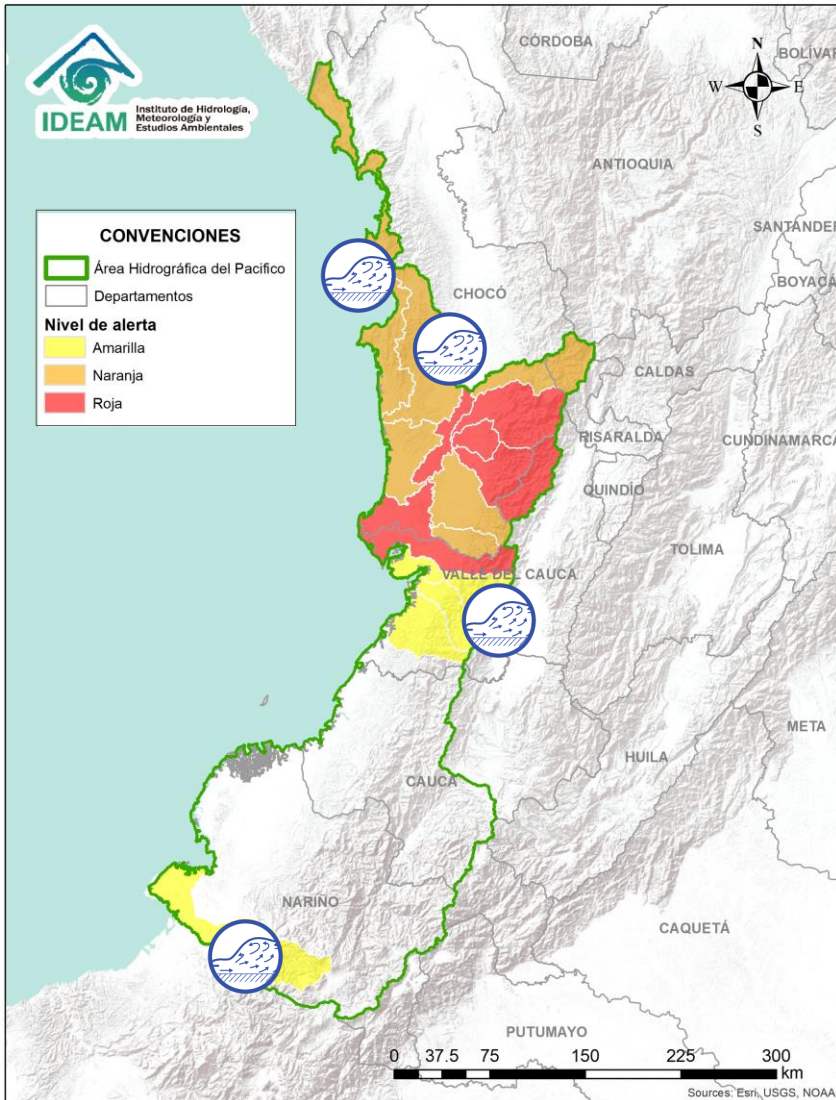 IDEAM
Instituto de Hidrología,
Meteorología y
Estudios Ambientales
CÓRDOBA
BOLÍVAR
N
W
E
S
ANTIOQUIA
SANTANDER
BOYACÁ
CONVENCIONES
Área Hidrográfica del Pacifico
Departamentos
Nivel de alerta
Amarilla
Naranja
Roja
CHOCÓ
CALDAS
RISARALDA
CUNDINAMARCA
QUINDÍO
TOLIMA
VALLE DEL CAUCA
META
HUILA
CAUCA
NARIÑO
CAQUETÁ
PUTUMAYO
0 37.5 75 150 225 300
km
Sources: Esri, USGS, NOAA